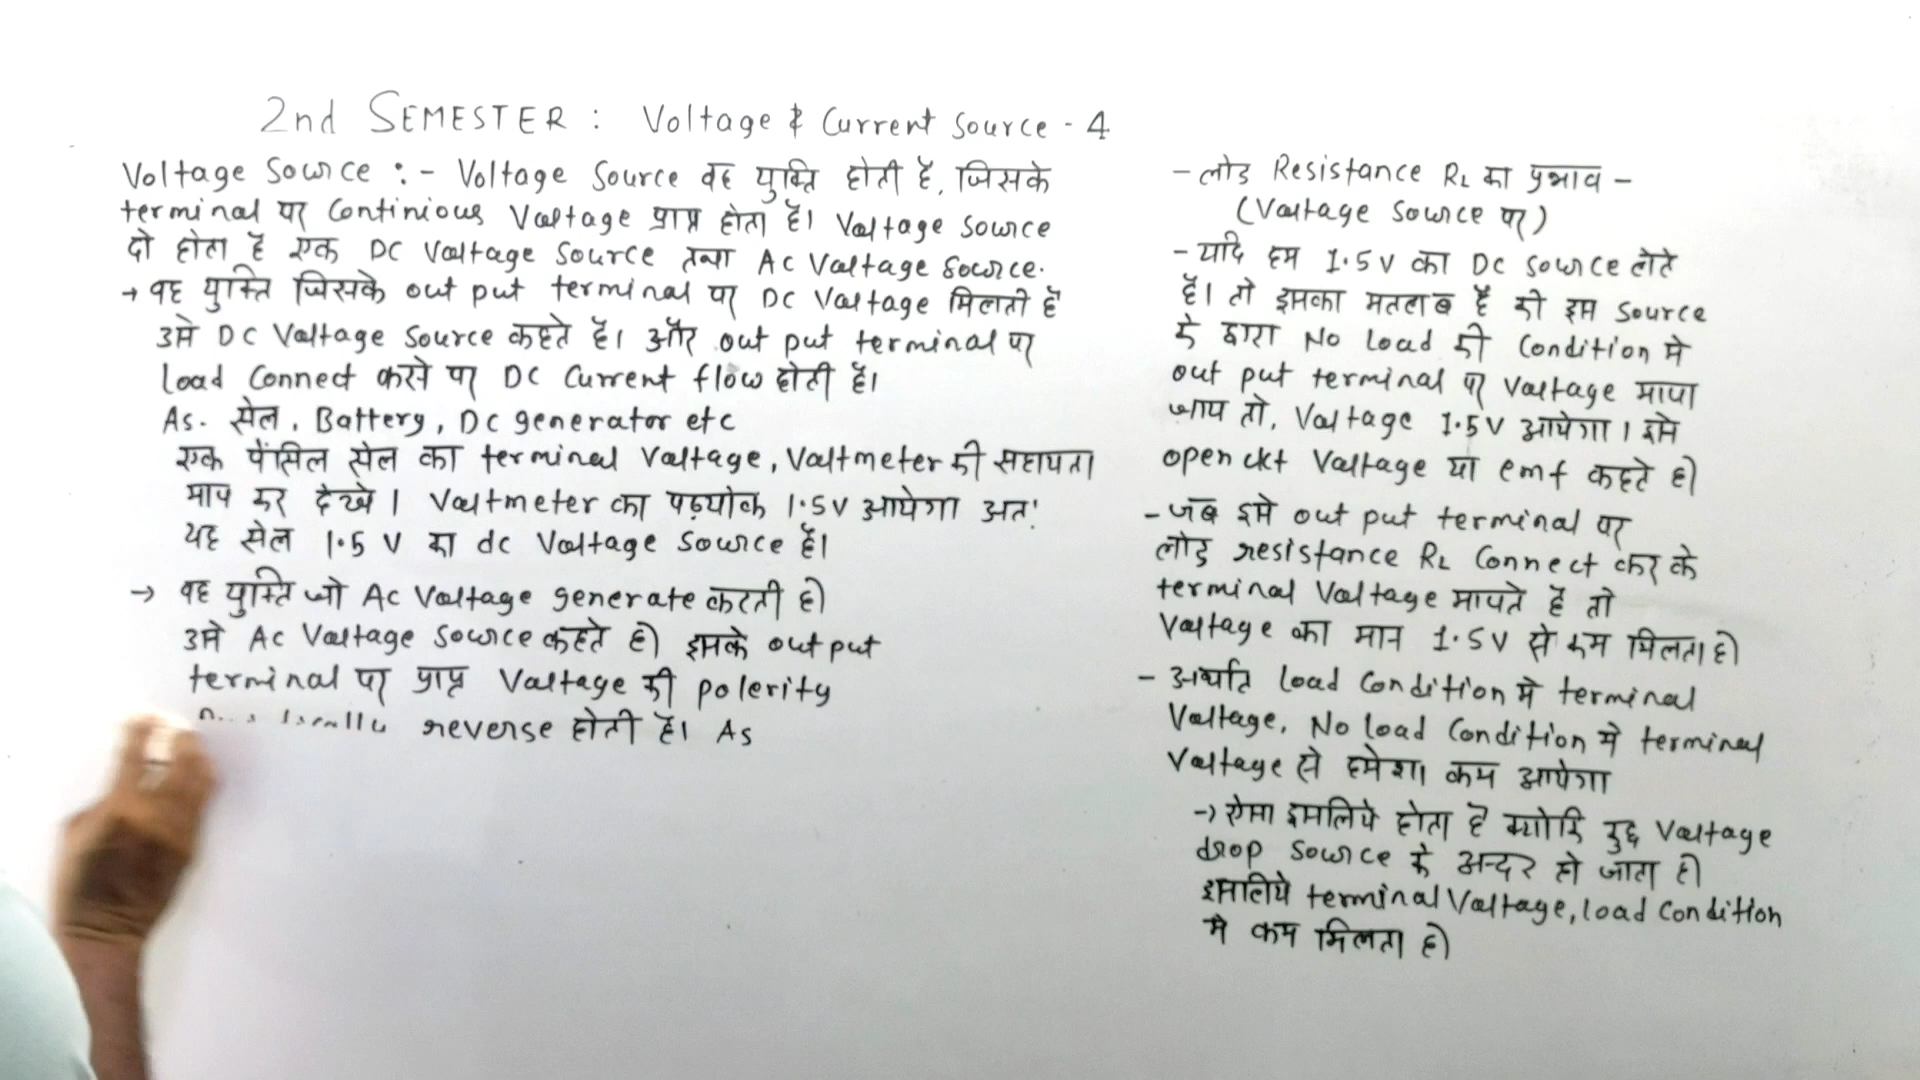 2nd SEMESTER : Voltage & Current Source - 4
Voltage Source : - Voltage Source वह युक्ति होती है, जिसके
terminal पर Continious Voltage प्राप्त होता है। Voltage Source
दो होता है एक DC Voltage Source तथा AC Voltage Source.
→ वह युक्ति जिसके out put terminal पर DC Voltage मिलती है
उसे DC Voltage Source कहते है। और out put terminal पर
Load Connect करने पर DC Current flow होती है।
As. सेल, Battery, DC generator etc
एक पेंसिल सेल का terminal Voltage, Voltmeter की सहायता
माप कर देखे। Voltmeter का पढ़योक 1.5V आयेगा अत:
यह सेल 1.5 V का dc Voltage Source है।
→ वह युक्ति जो AC Voltage generate करती है।
उसे AC Voltage Source कहते है। इसके out put
terminal पर प्राप्त Voltage की polerity
reverse होती है। As
- लोड Resistance RL का प्रभाव -
(Voltage Source पर)
- यदि हम 1.5 V का DC Source लेते
है। तो इसका मतलब है की इस Source
के द्वारा No Load की Condition मे
out put terminal पर Voltage मापा
जाय तो, Voltage 1.5V आयेगा। इसे
open ckt Voltage या emf कहते है।
- जब इसे out put terminal पर
लोड resistance RL Connect कर के
terminal Voltage मापते है तो
Voltage का मान 1.5V से कम मिलता है।
- अर्थात Load Condition मे terminal
Voltage, No load Condition मे terminal
Voltage से हमेशा कम आयेगा
→ ऐसा इसलिये होता है क्योकि कुछ Voltage
drop Source के अन्दर हो जाता है।
इसलिये terminal Voltage, Load Condition
मे कम मिलता है।